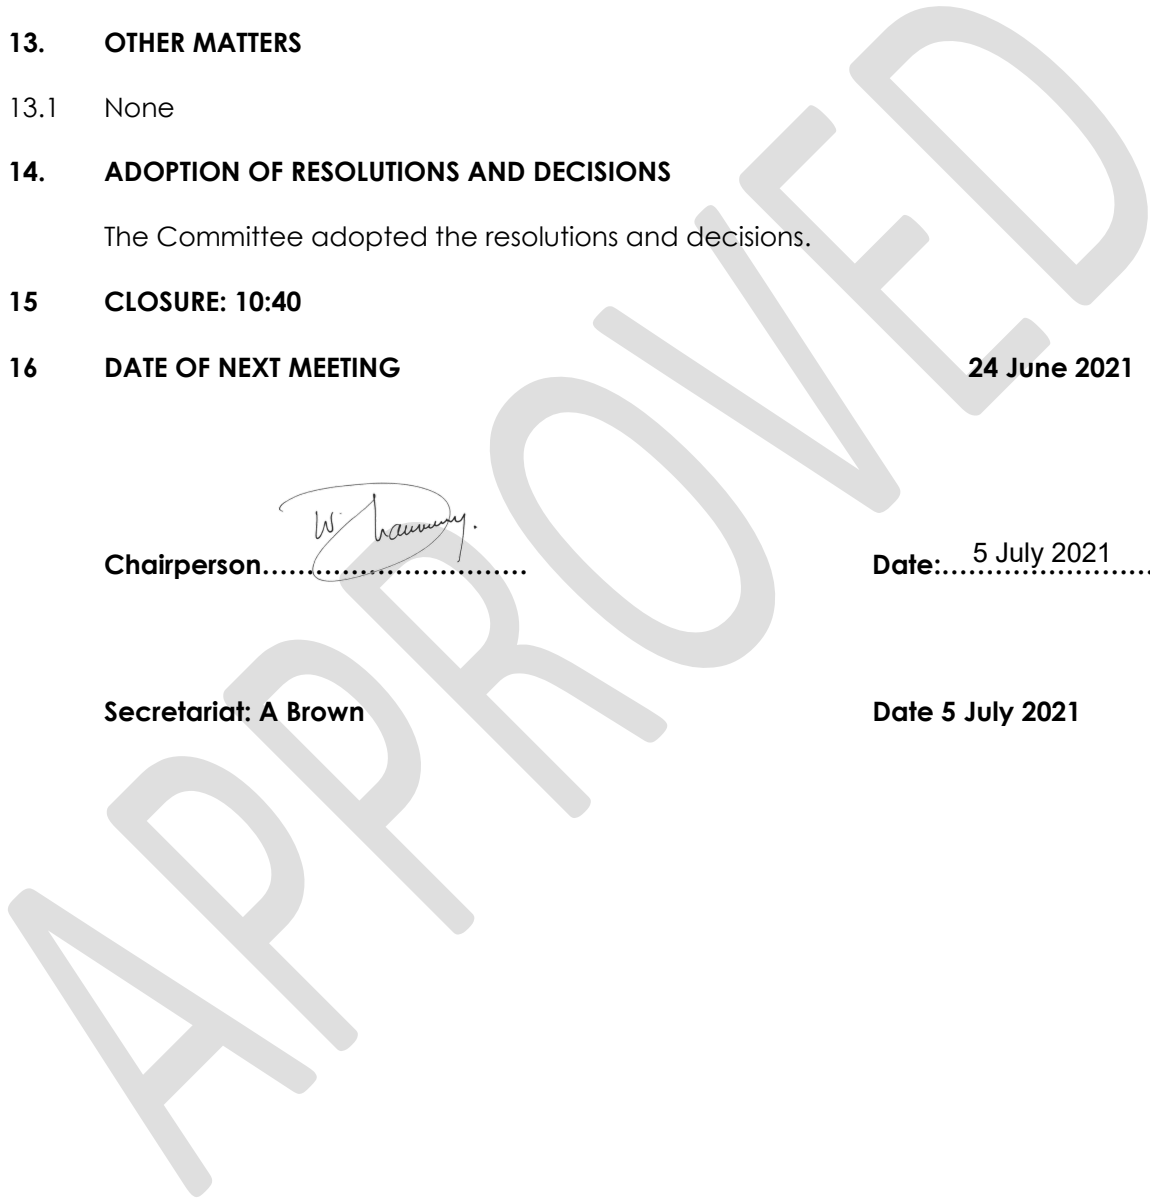 13. OTHER MATTERS
13.1 None
14. ADOPTION OF RESOLUTIONS AND DECISIONS
The Committee adopted the resolutions and decisions.
15 CLOSURE: 10:40
16 DATE OF NEXT MEETING 24 June 2021
W.
Chairperson.............................. Date:....5 July 2021....
Secretariat: A Brown Date 5 July 2021
APPROVED